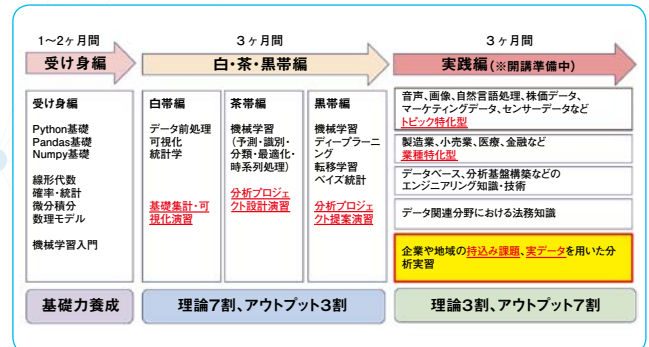 1~2ヶ月間
受け身編
3ヶ月間
白・茶・黒帯編
3ヶ月間
実践編(※開講準備中)
受け身編
Python基礎
Pandas基礎
Numpy基礎
線形代数
確率・統計
微分積分
数理モデル
機械学習入門
白帯編
データ前処理
可視化
統計学
基礎集計・可
視化演習
茶帯編
機械学習
(予測・識別・
分類・最適化・
時系列処理)
分析プロジェ
クト設計演習
黒帯編
機械学習
ディープラーニ
ング
転移学習
ベイズ統計
分析プロジェ
クト提案演習
音声、画像、自然言語処理、株価データ、
マーケティングデータ、センサーデータなど
トピック特化型
製造業、小売業、医療、金融など
業種特化型
データベース、分析基盤構築などの
エンジニアリング知識・技術
データ関連分野における法務知識
企業や地域の持込み課題、実データを用いた分
析実習
基礎力養成
理論7割、アウトプット3割
理論3割、アウトプット7割